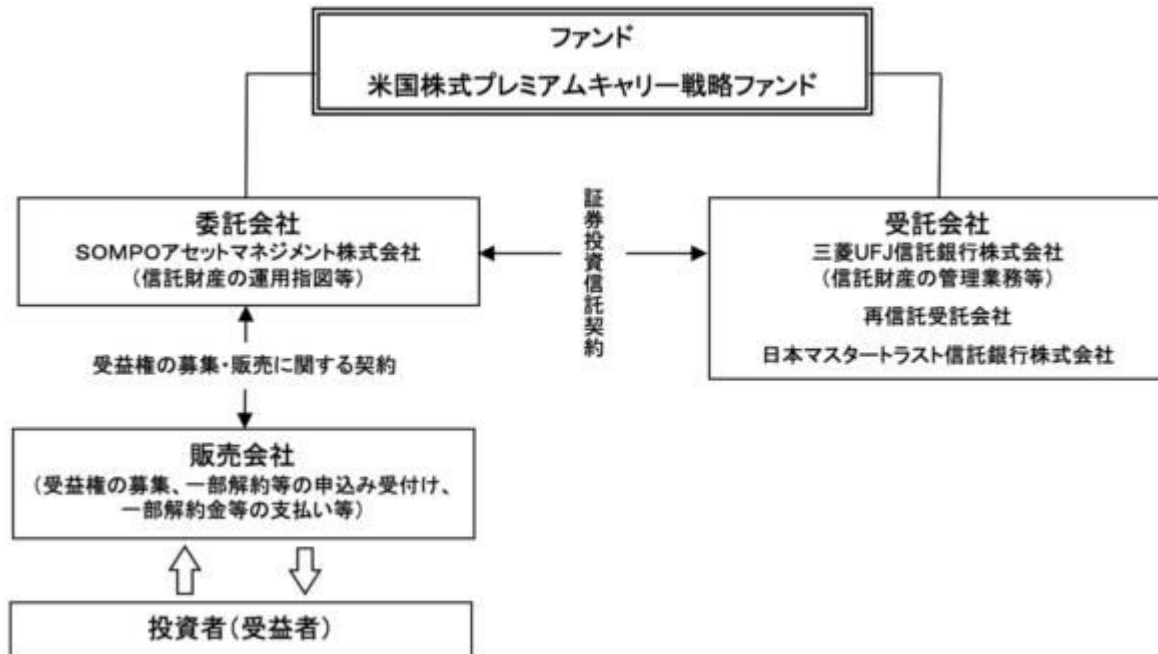 ファンド
米国株式プレミアムキャリー戦略ファンド
委託会社
SOMPOアセットマネジメント株式会社
(信託財産の運用指図等)
証券投資信託契約
受託会社
三菱UFJ信託銀行株式会社
(信託財産の管理業務等)
再信託受託会社
日本マスタートラスト信託銀行株式会社
受益権の募集・販売に関する契約
販売会社
(受益権の募集、一部解約等の申込み受付け、
一部解約金等の支払い等)
投資者(受益者)